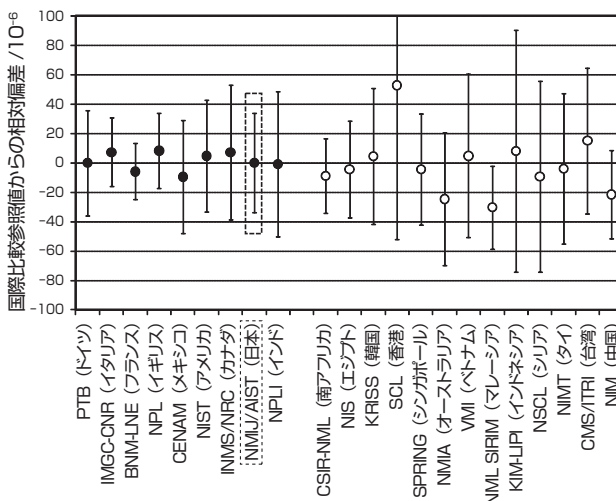 国際比較参照値からの相対偏差 /10⁻⁶
100
80
60
40
20
0
−20
−40
−60
−80
−100
PTB（ドイツ）
IMGC-CNR（イタリア）
BNM-LNE（フランス）
NPL（イギリス）
CENAM（メキシコ）
NIST（アメリカ）
INMS/NRC（カナダ）
NMIJ/AIST（日本）
NPLI（インド）
CSIR-NML（南アフリカ）
NIS（エジプト）
KRISS（韓国）
SCL（香港）
SPRING（シンガポール）
NMIA（オーストラリア）
VMI（ベトナム）
NML SIRIM（マレーシア）
KIM-LIPI（インドネシア）
NSCL（シリア）
NIMT（タイ）
CMS/ITRI（台湾）
NIM（中国）